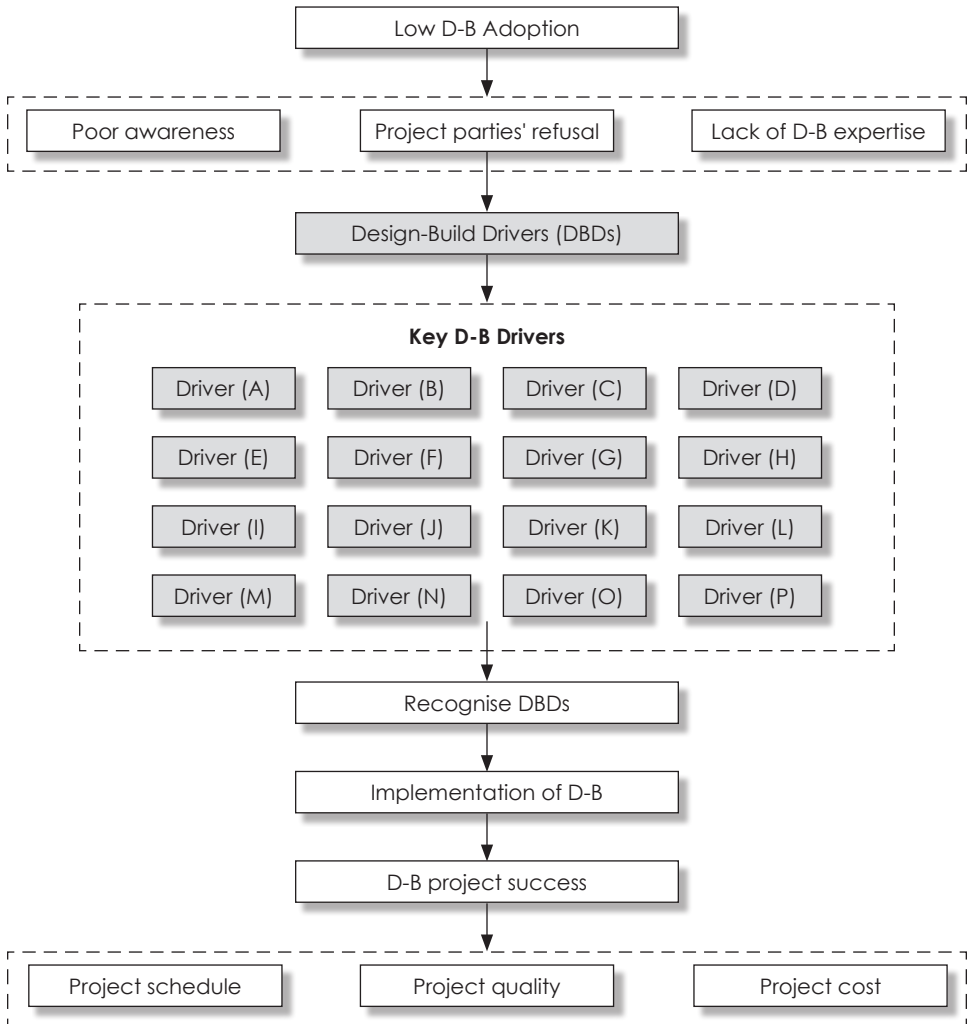 Low D-B Adoption
Poor awareness
Project parties' refusal
Lack of D-B expertise
Design-Build Drivers (DBDs)
Key D-B Drivers
Driver (A)
Driver (B)
Driver (C)
Driver (D)
Driver (E)
Driver (F)
Driver (G)
Driver (H)
Driver (I)
Driver (J)
Driver (K)
Driver (L)
Driver (M)
Driver (N)
Driver (O)
Driver (P)
Recognise DBDs
Implementation of D-B
D-B project success
Project schedule
Project quality
Project cost